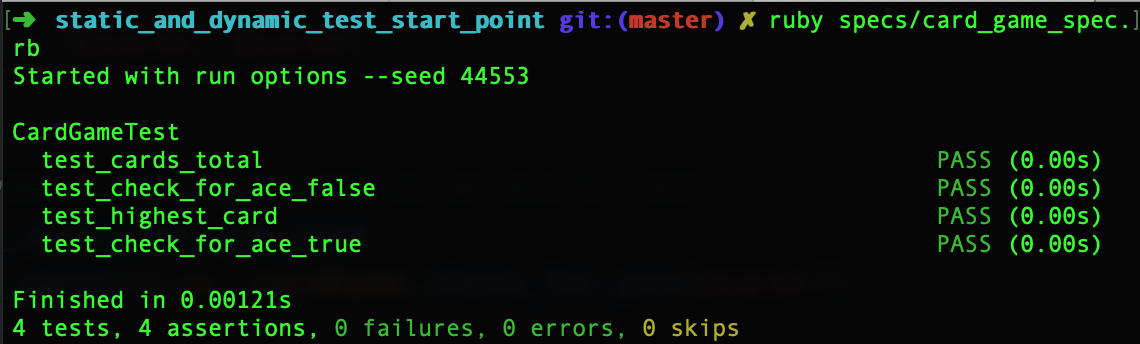 [➜  static_and_dynamic_test_start_point git:(master) ✗ ruby specs/card_game_spec.]
rb
Started with run options --seed 44553
CardGameTest
  test_cards_total                                                PASS (0.00s)
  test_check_for_ace_false                                        PASS (0.00s)
  test_highest_card                                               PASS (0.00s)
  test_check_for_ace_true                                         PASS (0.00s)
Finished in 0.00121s
4 tests, 4 assertions, 0 failures, 0 errors, 0 skips